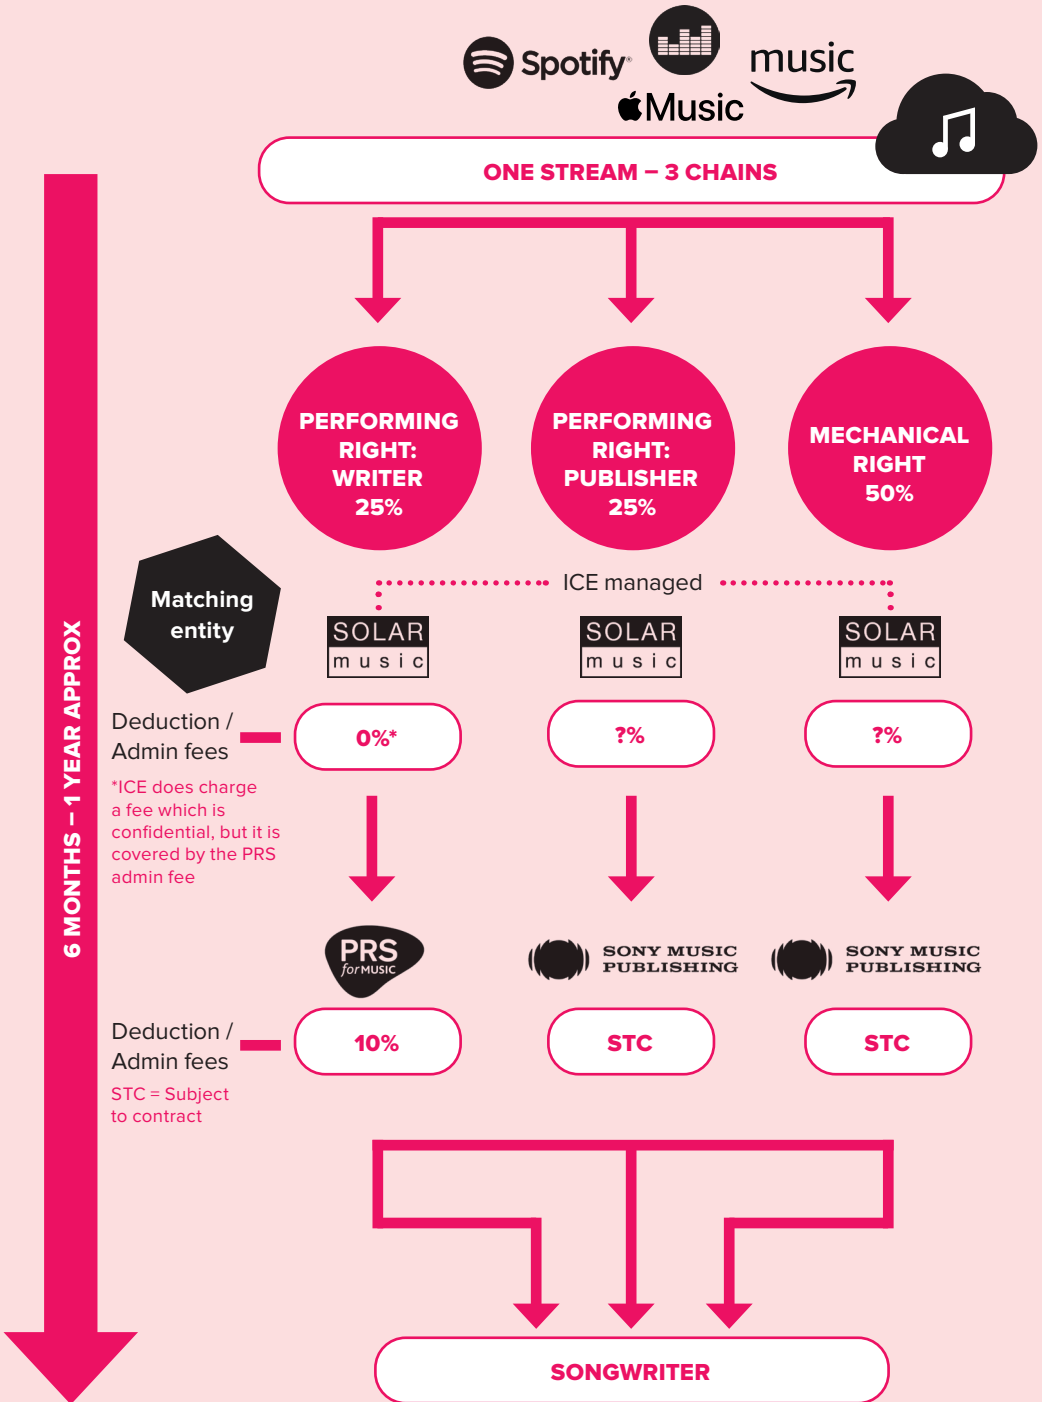 Spotify®
music
Music
ONE STREAM – 3 CHAINS
PERFORMING
RIGHT:
WRITER
25%
PERFORMING
RIGHT:
PUBLISHER
25%
MECHANICAL
RIGHT
50%
Matching
entity
ICE managed
SOLAR
music
SOLAR
music
SOLAR
music
Deduction /
Admin fees
0%*
?%
?%
*ICE does charge
a fee which is
confidential, but it is
covered by the PRS
admin fee
6 MONTHS – 1 YEAR APPROX
PRS
for MUSIC
SONY MUSIC
PUBLISHING
SONY MUSIC
PUBLISHING
Deduction /
Admin fees
10%
STC
STC
STC = Subject
to contract
SONGWRITER